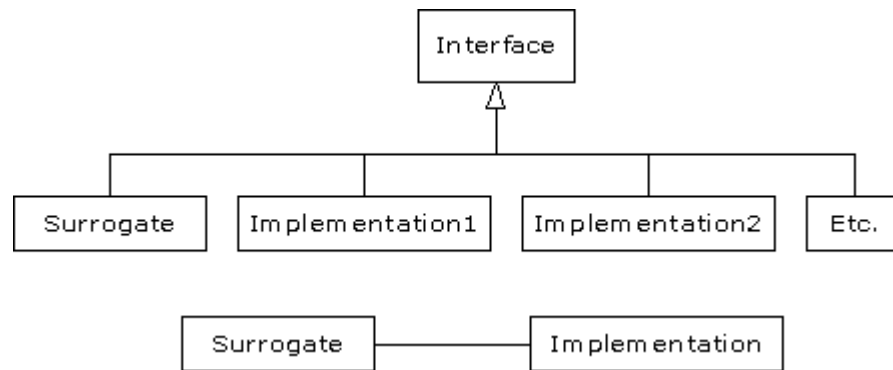 Interface
Surrogate
Implementation1
Implementation2
Etc.
Surrogate
Implementation